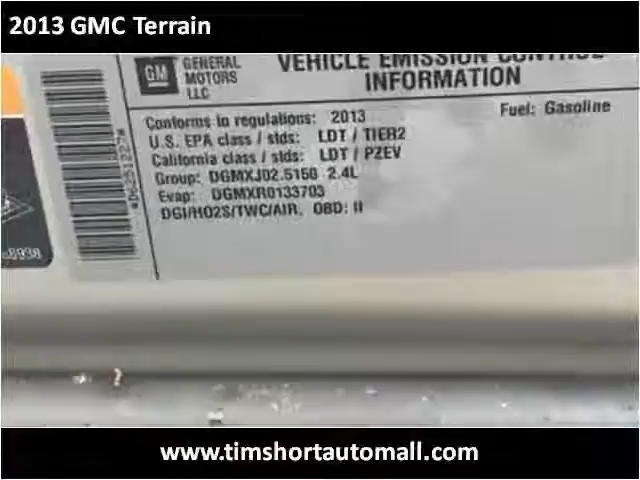 2013 GMC Terrain
GM
GENERAL
MOTORS
LLC
VEHICLE EMISSION CONTROL
INFORMATION
Conforms to regulations: 2013
Fuel: Gasoline
U.S. EPA class / stds: LDT / TIER2
California class / stds: LDT / PZEV
Group: DGMXJ02.5150 2.4L
Evap: DGMXR0133703
DGI/HO2S/TWC/AIR, OBD: II
www.timshortautomall.com